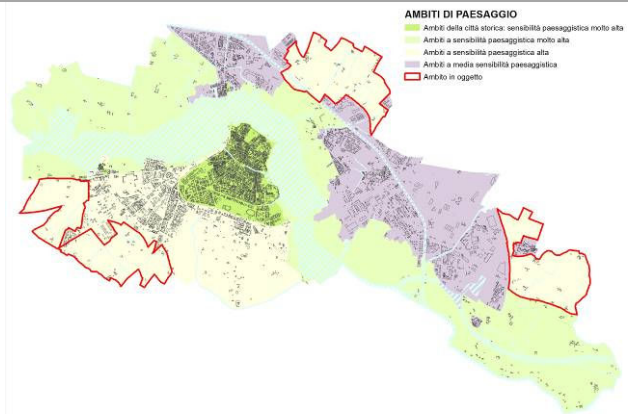 AMBITI DI PAESAGGIO
Ambiti della città storica: sensibilità paesaggistica molto alta
Ambiti a sensibilità paesaggistica molto alta
Ambiti a sensibilità paesaggistica alta
Ambiti a media sensibilità paesaggistica
Ambito in oggetto